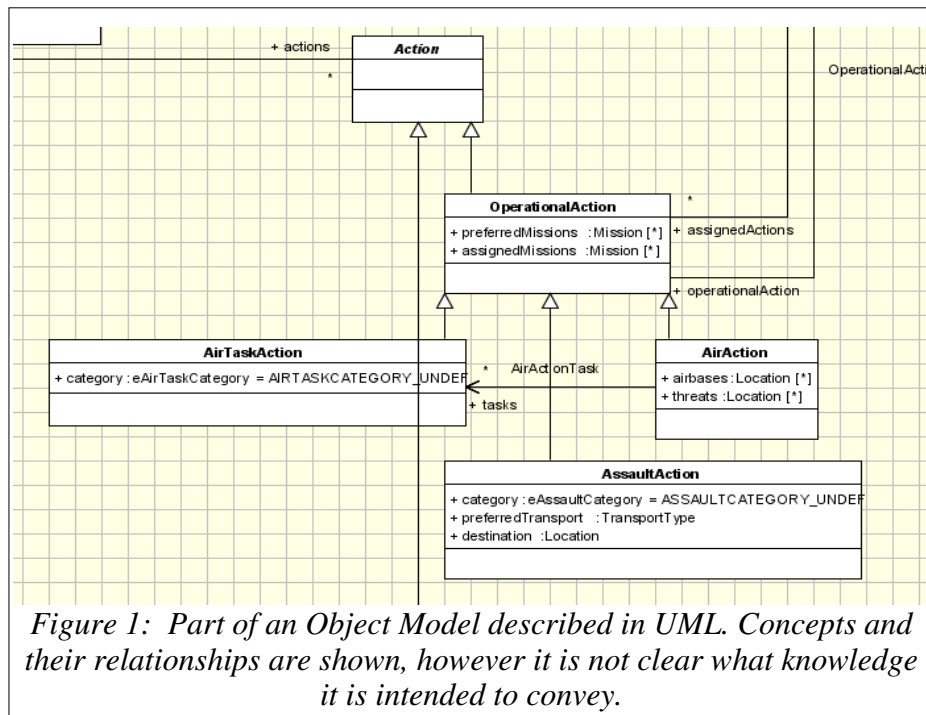 + actions
Action
*
OperationalActi
OperationalAction
+ preferredMissions :Mission [*]
+ assignedMissions :Mission [*]
*
+ assignedActions
+ operationalAction
AirTaskAction
+ category:eAirTaskCategory = AIRTASKCATEGORY_UNDEF
*
AirActionTask
+ tasks
AirAction
+ airbases:Location [*]
+ threats :Location [*]
AssaultAction
+ category:eAssaultCategory = ASSAULTCATEGORY_UNDEF
+ preferredTransport :TransportType
+ destination :Location
Figure 1: Part of an Object Model described in UML. Concepts and
their relationships are shown, however it is not clear what knowledge
it is intended to convey.